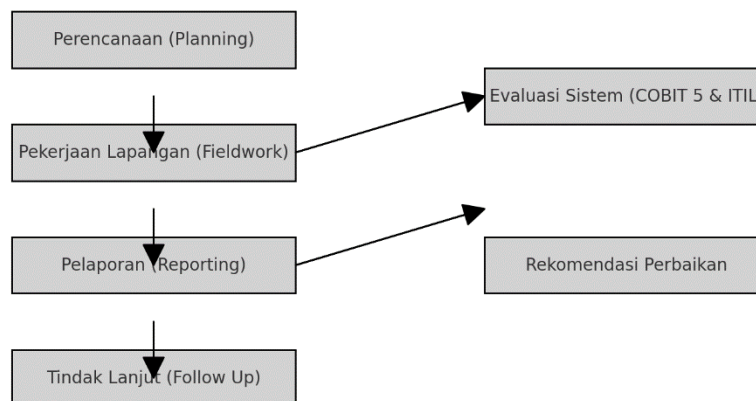 Perencanaan (Planning)
Evaluasi Sistem (COBIT 5 & ITIL
Pekerjaan Lapangan (Fieldwork)
Pelaporan (Reporting)
Rekomendasi Perbaikan
Tindak Lanjut (Follow Up)